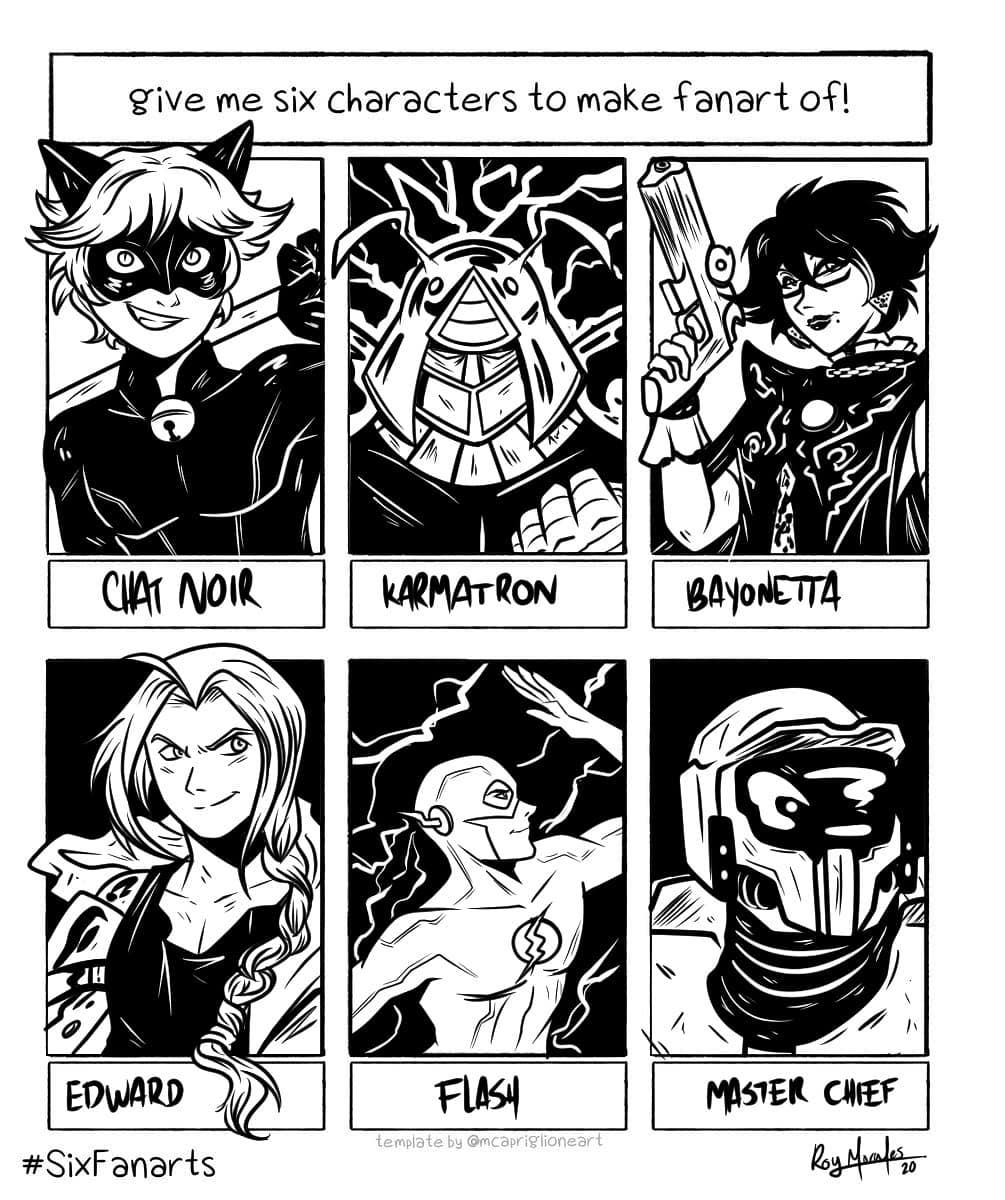 give me six characters to make fanart of!
CHAT NOIR
KARMATRON
BAYONETTA
EDWARD
FLASH
MASTER CHIEF
template by @mcapriglioneart
#SixFanarts
Roy Morales
20